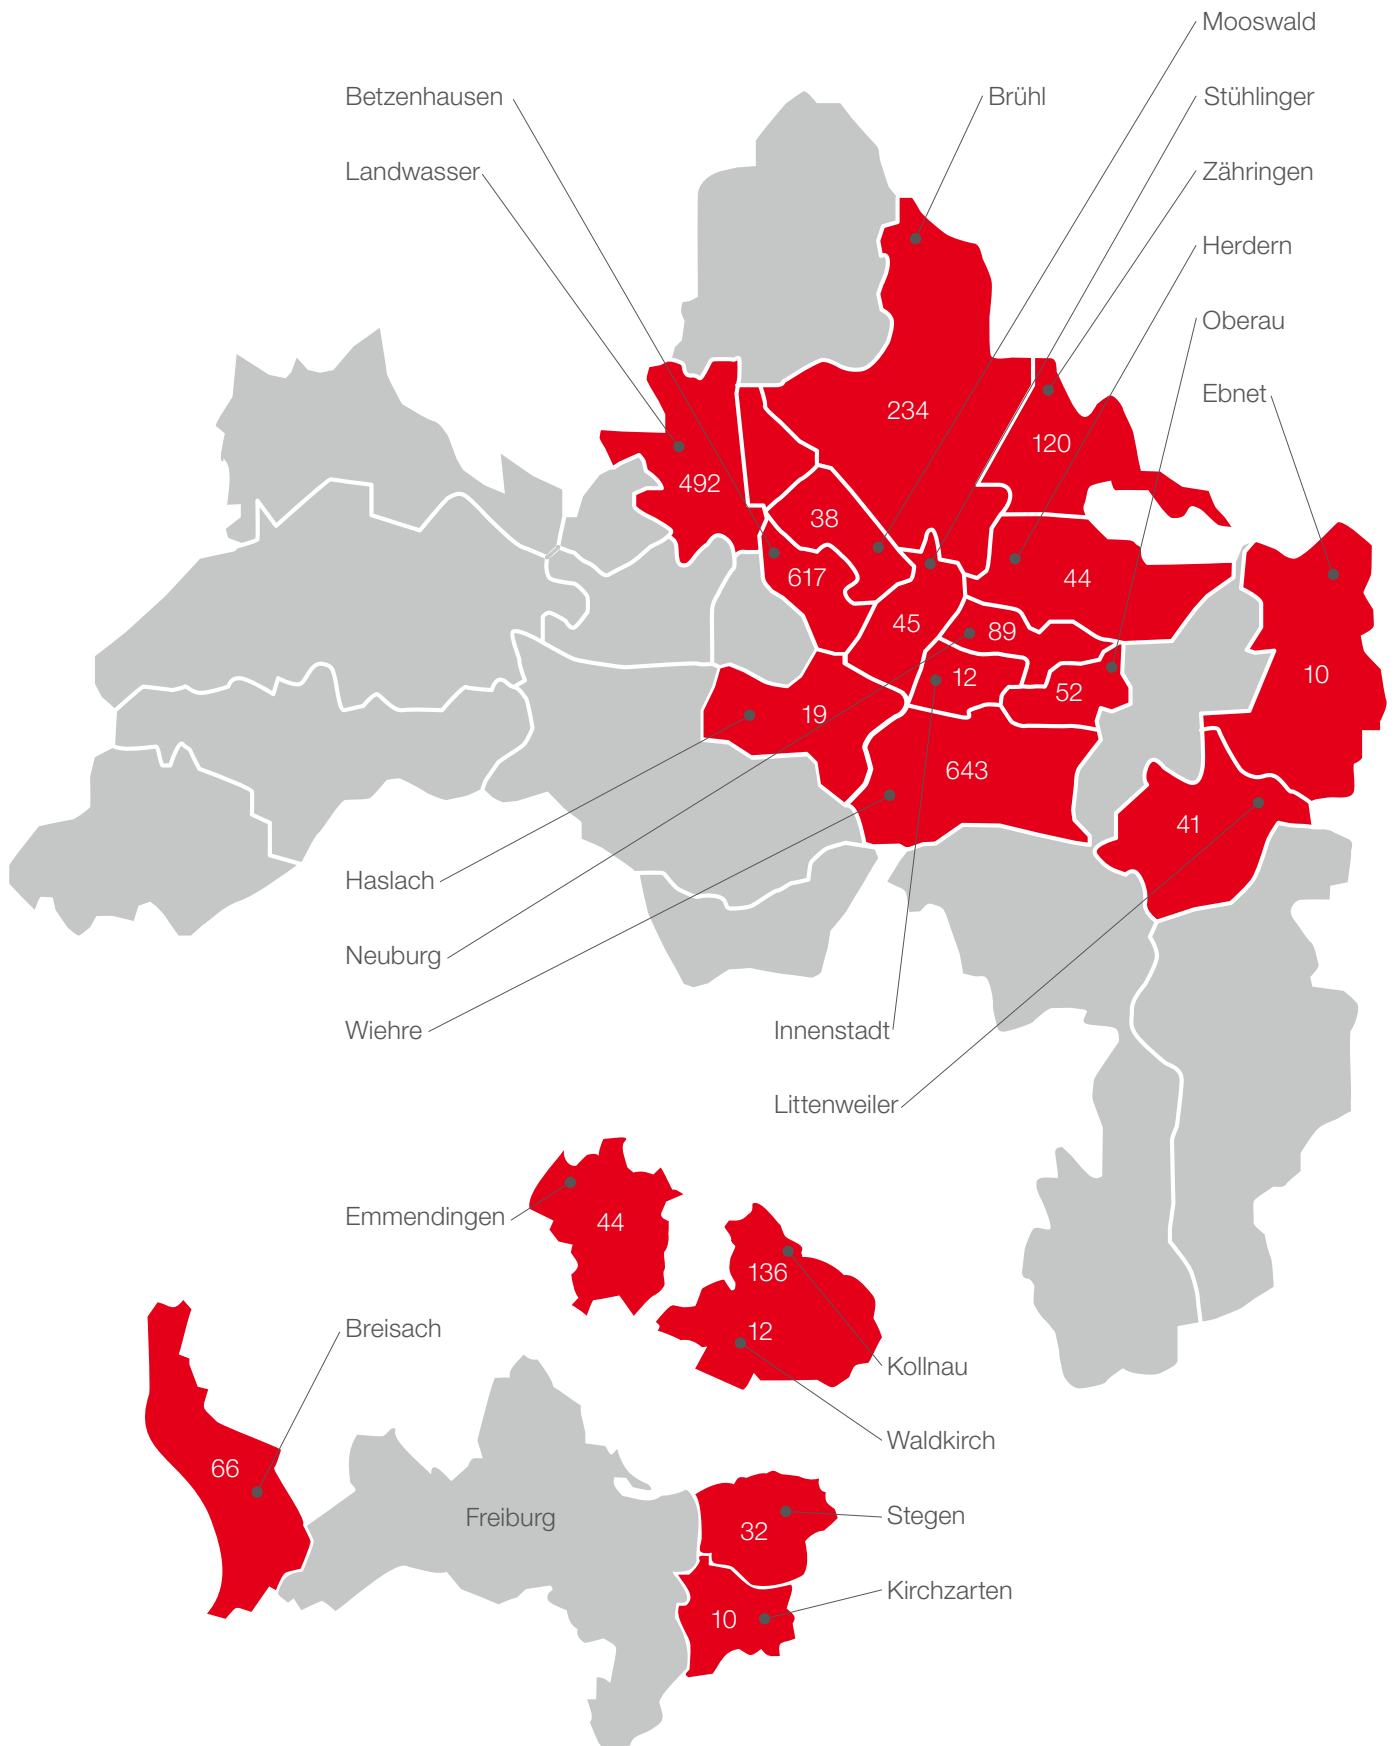 Mooswald
Betzenhausen
Brühl
Stühlinger
Landwasser
Zähringen
Herdern
Oberau
Ebnet
234
120
492
38
617
44
45
89
12
52
10
19
643
41
Haslach
Neuburg
Wiehre
Innenstadt
Littenweiler
Emmendingen
44
136
12
Breisach
Kollnau
Waldkirch
66
Freiburg
Stegen
32
Kirchzarten
10